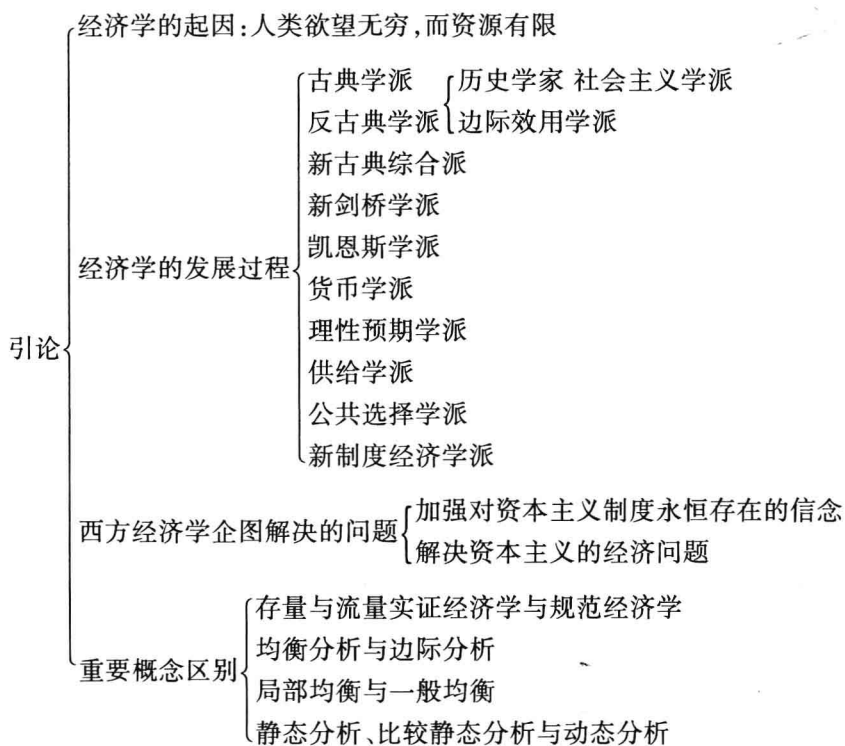 经济学的起因:人类欲望无穷,而资源有限
古典学派
历史学家 社会主义学派
反古典学派
边际效用学派
新古典综合派
新剑桥学派
凯恩斯学派
经济学的发展过程
货币学派
理性预期学派
引论
供给学派
公共选择学派
新制度经济学派
西方经济学企图解决的问题
加强对资本主义制度永恒存在的信念
解决资本主义的经济问题
重要概念区别
存量与流量实证经济学与规范经济学
均衡分析与边际分析
局部均衡与一般均衡
静态分析、比较静态分析与动态分析